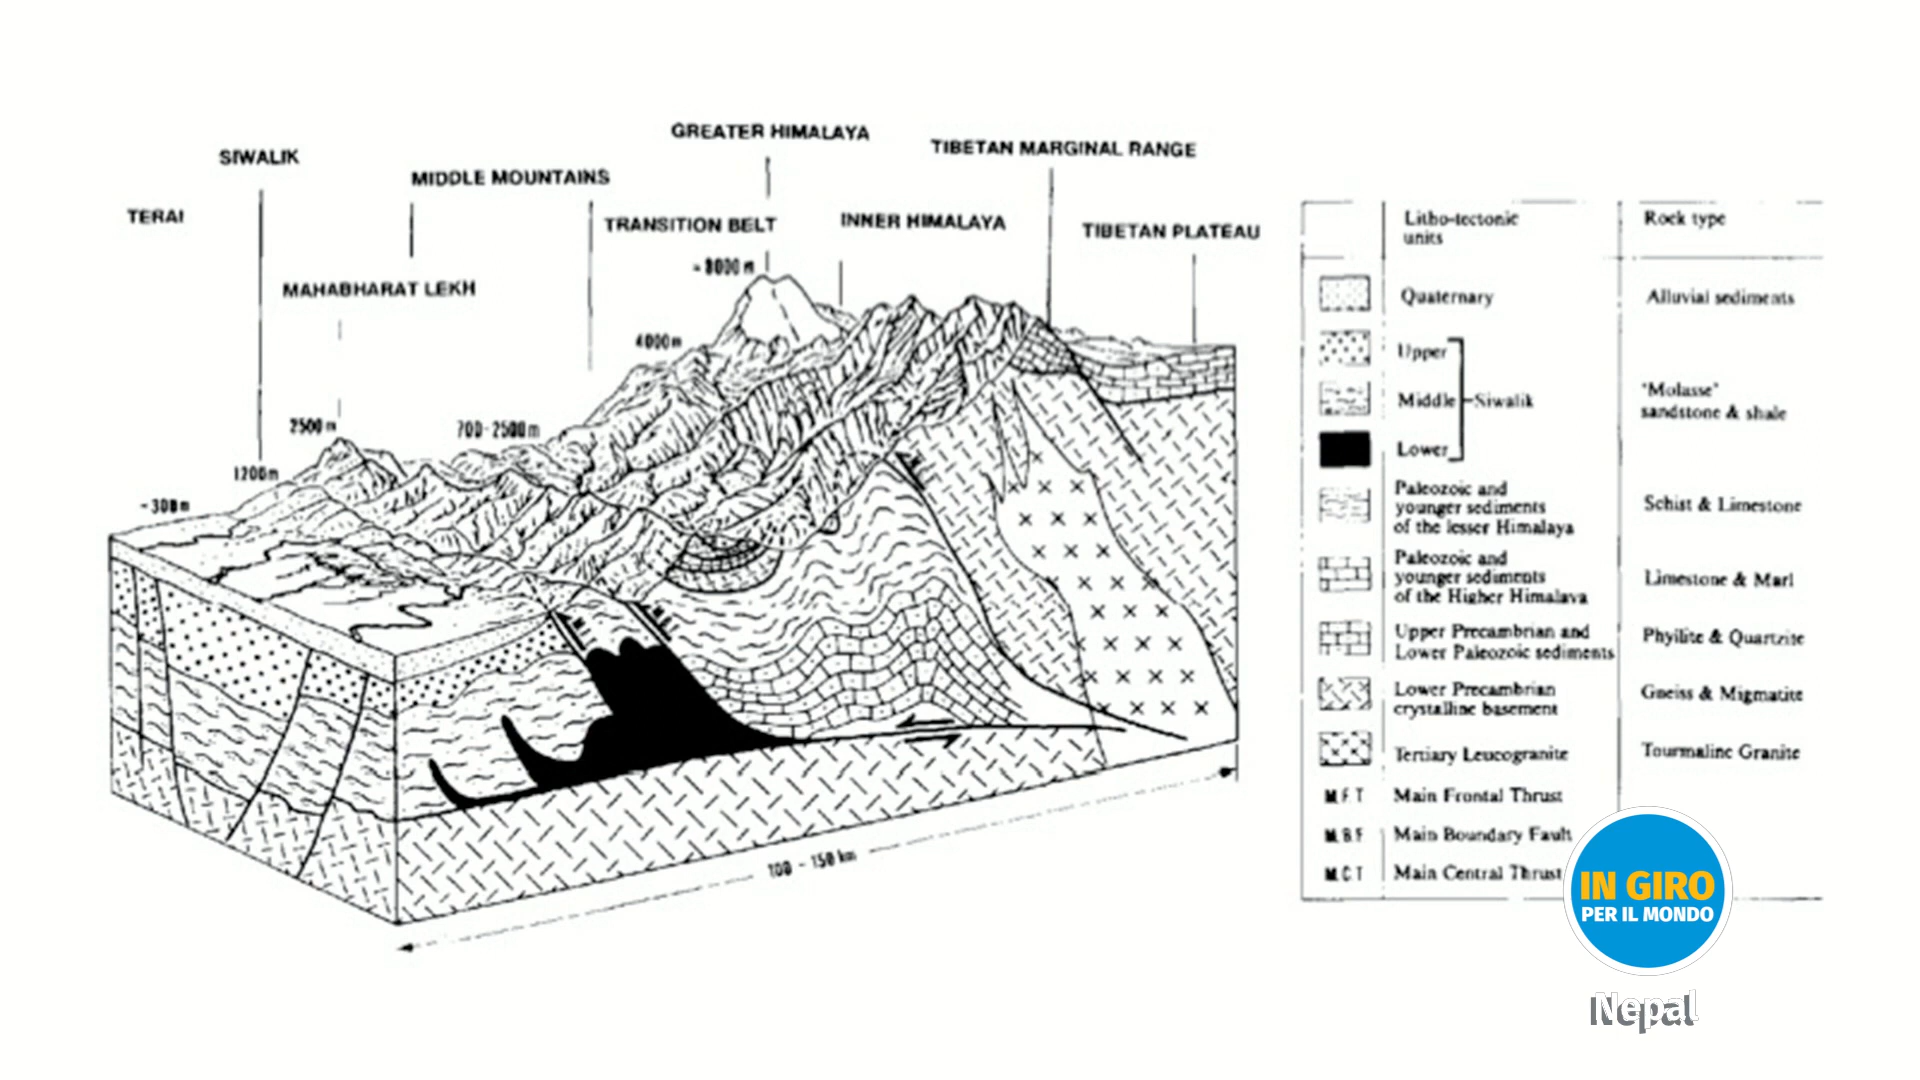 GREATER HIMALAYA
SIWALIK
TIBETAN MARGINAL RANGE
MIDDLE MOUNTAINS
TERAI
TRANSITION BELT
INNER HIMALAYA
TIBETAN PLATEAU
MAHABHARAT LEKH
~8000 m
4000 m
2500 m
700-2500 m
1200 m
~300 m
100 - 150 km
Litho-tectonic
units
Rock type
Quaternary
Alluvial sediments
Upper
Middle
Siwalik
Lower
'Molasse'
sandstone & shale
Paleozoic and
younger sediments
of the lesser Himalaya
Schist & Limestone
Paleozoic and
younger sediments
of the Higher Himalaya
Limestone & Marl
Upper Precambrian and
Lower Paleozoic sediments
Phyllite & Quartzite
Lower Precambrian
crystalline basement
Gneiss & Migmatite
Tertiary Leucogranite
Tourmaline Granite
M.F.T Main Frontal Thrust
M.B.F Main Boundary Fault
M.C.T Main Central Thrust
IN GIRO
PER IL MONDO
Nepal